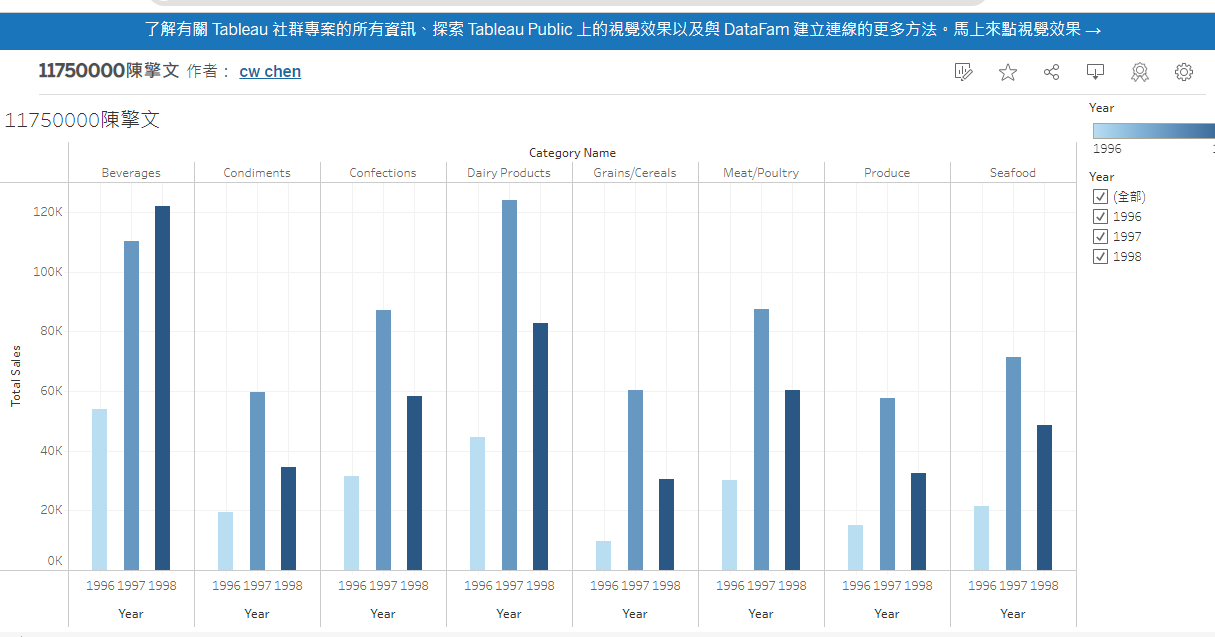 了解有關 Tableau 社群專案的所有資訊、探索 Tableau Public 上的視覺效果以及與 DataFam 建立連線的更多方法。馬上來點視覺效果 →
11750000陳擎文 作者： cw chen
11750000陳擎文
Category Name
Beverages Condiments Confections Dairy Products Grains/Cereals Meat/Poultry Produce Seafood
120K
100K
80K
60K
40K
20K
0K
Total Sales
1996 1997 1998 1996 1997 1998 1996 1997 1998 1996 1997 1998 1996 1997 1998 1996 1997 1998 1996 1997 1998 1996 1997 1998
Year Year Year Year Year Year Year Year
Year
1996
Year
(全部)
1996
1997
1998